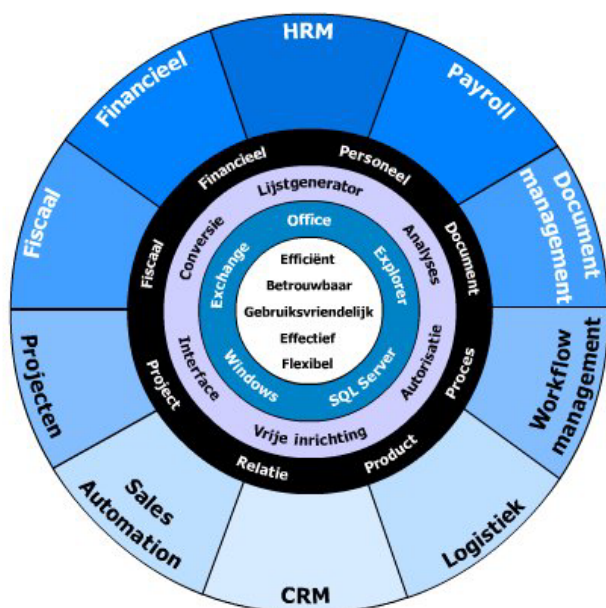 HRM
Payroll
Document
management
Workflow
management
Logistiek
CRM
Sales
Automation
Projecten
Fiscaal
Financieel
Personeel
Document
Proces
Product
Relatie
Project
Fiscaal
Financieel
Lijstgenerator
Analyses
Autorisatie
Vrije inrichting
Interface
Conversie
Office
Explorer
SQL Server
Windows
Exchange
Efficiënt
Betrouwbaar
Gebruiksvriendelijk
Effectief
Flexibel